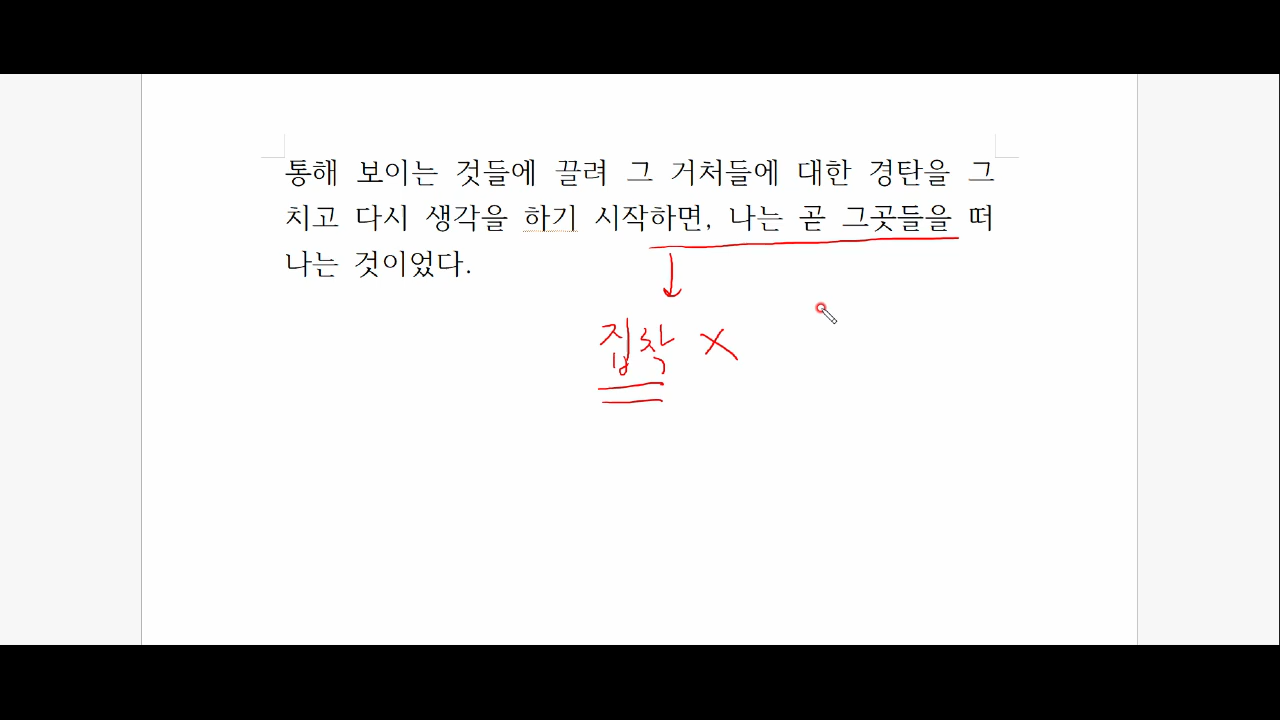 통해 보이는 것들에 끌려 그 거처들에 대한 경탄을 그
치고 다시 생각을 하기 시작하면, 나는 곧 그곳들을 떠
나는 것이었다.
집착 X